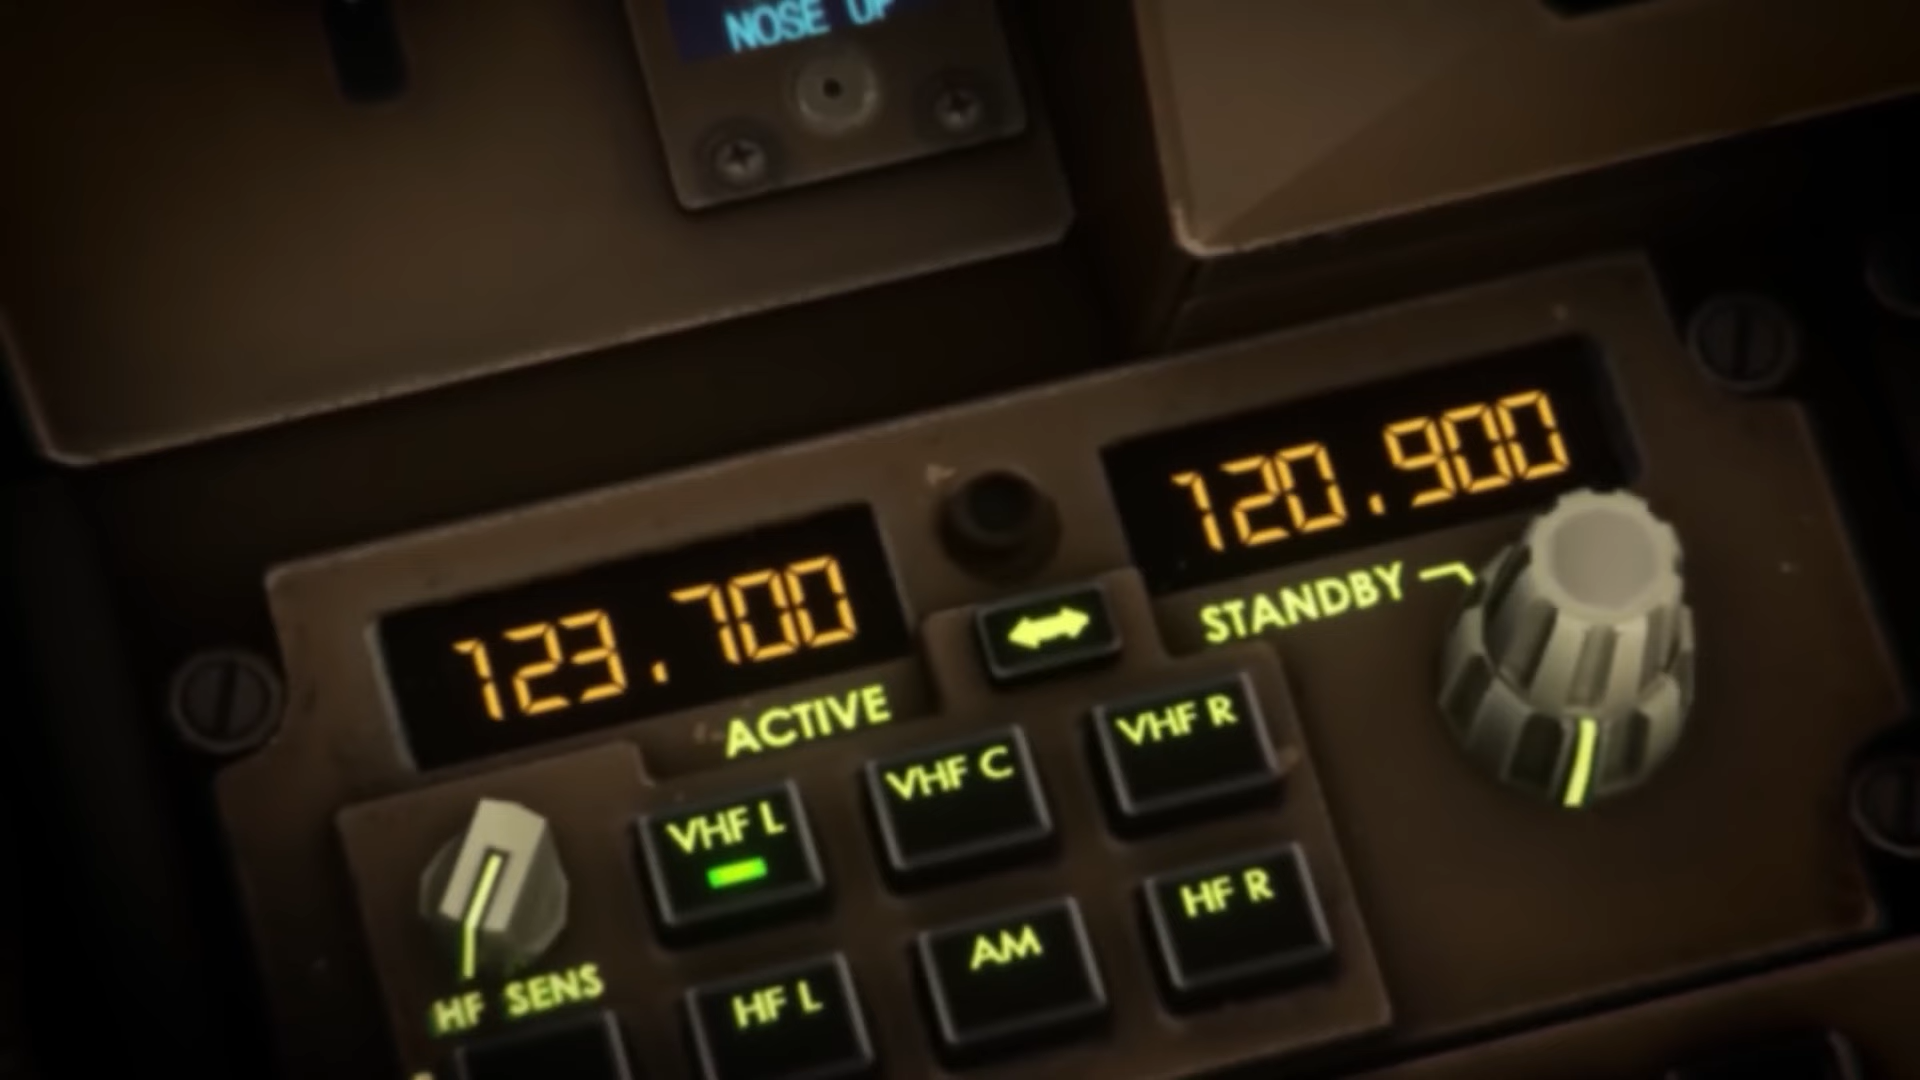 NOSE UP
120.900
123.700
STANDBY
ACTIVE
VHF L
VHF C
VHF R
HF SENS
HF L
AM
HF R